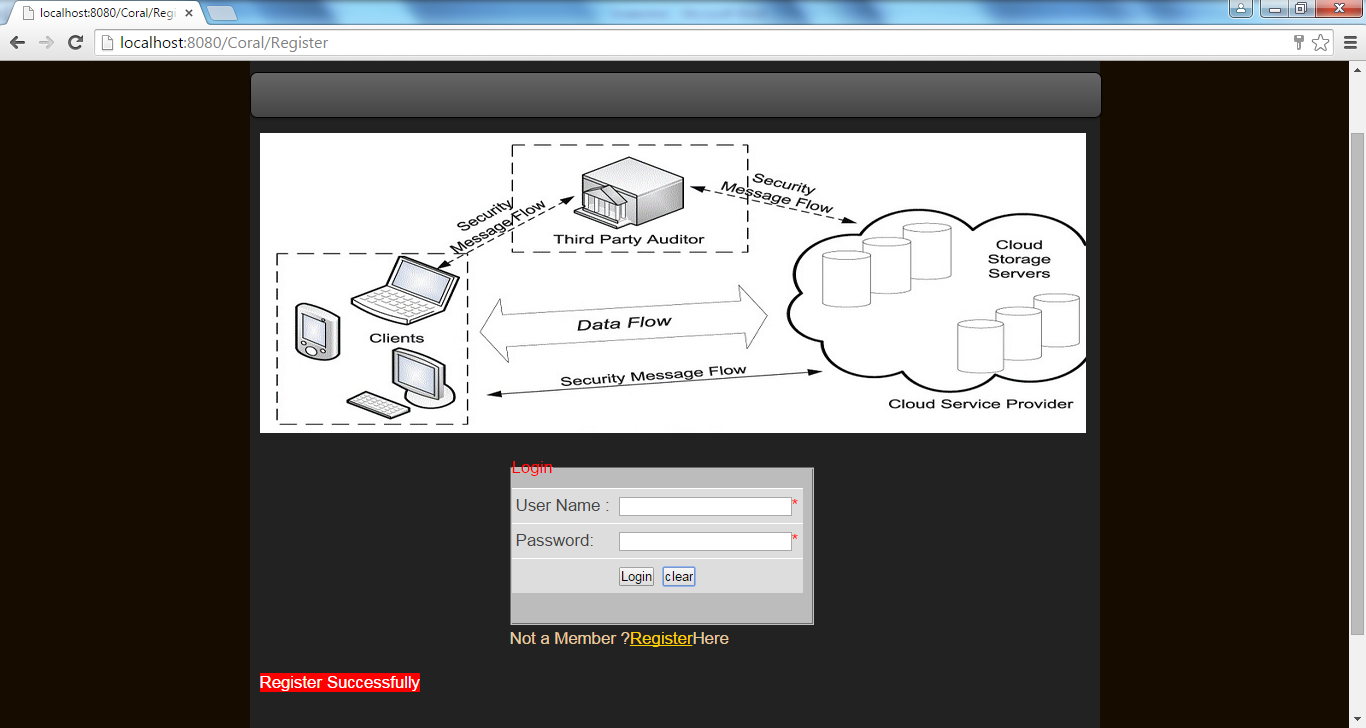 localhost:8080/Coral/Regi
localhost:8080/Coral/Register
Security
Message Flow
Third Party Auditor
Security
Message Flow
Cloud
Storage
Servers
Clients
Data Flow
Security Message Flow
Cloud Service Provider
Login
User Name : *
Password: *
Login clear
Not a Member ?RegisterHere
Register Successfully